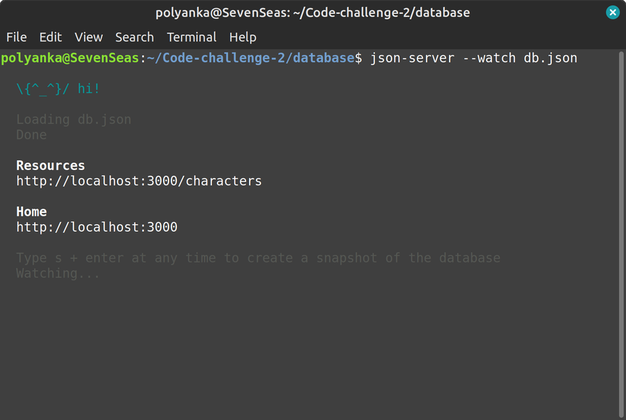 polyanka@SevenSeas: ~/Code-challenge-2/database
File Edit View Search Terminal Help
polyanka@SevenSeas:~/Code-challenge-2/database$ json-server --watch db.json
\{^_^}/ hi!
Loading db.json
Done
Resources
http://localhost:3000/characters
Home
http://localhost:3000
Type s + enter at any time to create a snapshot of the database
Watching...